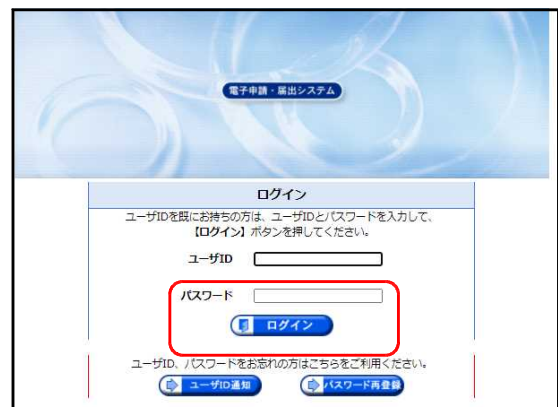 電子申請・届出システム
ログイン
ユーザIDを既にお持ちの方は、ユーザIDとパスワードを入力して、
【ログイン】ボタンを押してください。
ユーザID
パスワード
ログイン
ユーザID、パスワードをお忘れの方はこちらをご利用ください。
ユーザID通知 パスワード再登録